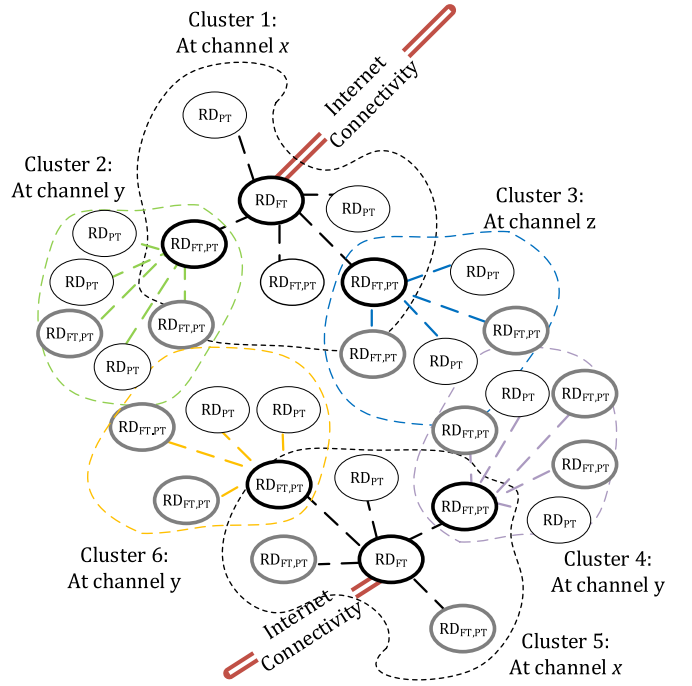 Cluster 1:
At channel x
Internet
Connectivity
RDPT
Cluster 2:
At channel y
RDFT
RDPT
Cluster 3:
At channel z
RDPT
RDFT,PT
RDPT
RDFT,PT
RDFT,PT
RDPT
RDFT,PT
RDFT,PT
RDFT,PT
RDPT
RDFT,PT
RDPT
RDPT
RDFT,PT
RDPT
RDPT
RDFT,PT
RDFT,PT
RDPT
RDFT,PT
RDFT,PT
RDFT,PT
RDFT,PT
RDPT
Cluster 6:
At channel y
RDFT,PT
RDFT
Cluster 4:
At channel y
Internet
Connectivity
RDFT,PT
Cluster 5:
At channel x